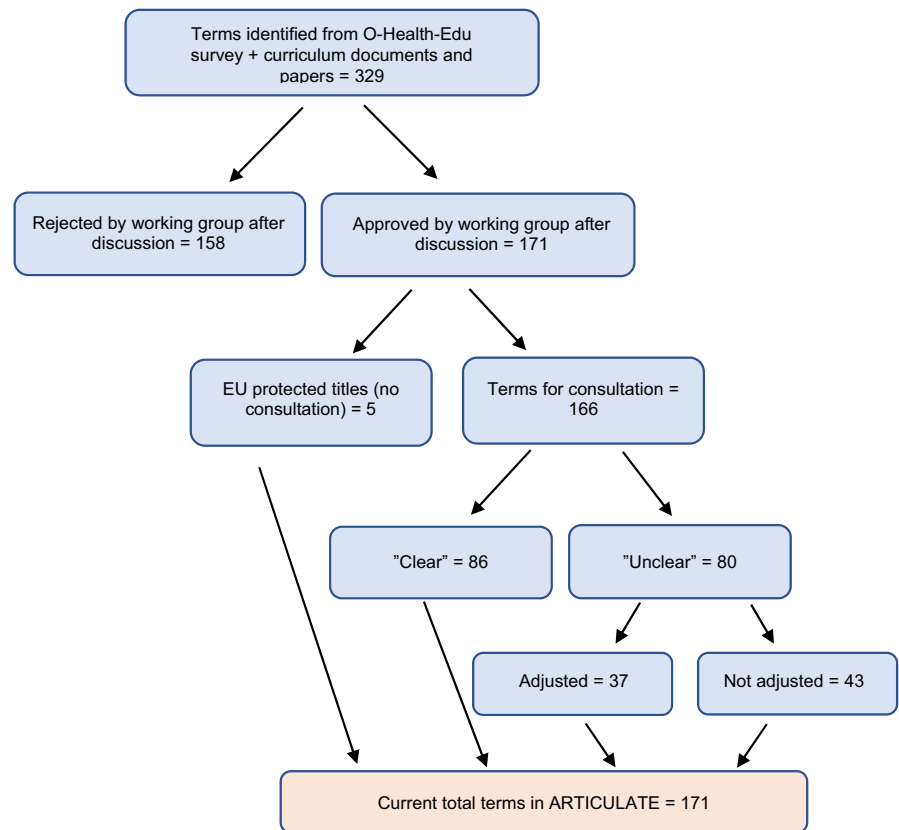 Terms identified from O-Health-Edu
survey + curriculum documents and
papers = 329
Rejected by working group after
discussion = 158
Approved by working group after
discussion = 171
EU protected titles (no
consultation) = 5
Terms for consultation =
166
”Clear” = 86
”Unclear” = 80
Adjusted = 37
Not adjusted = 43
Current total terms in ARTICULATE = 171